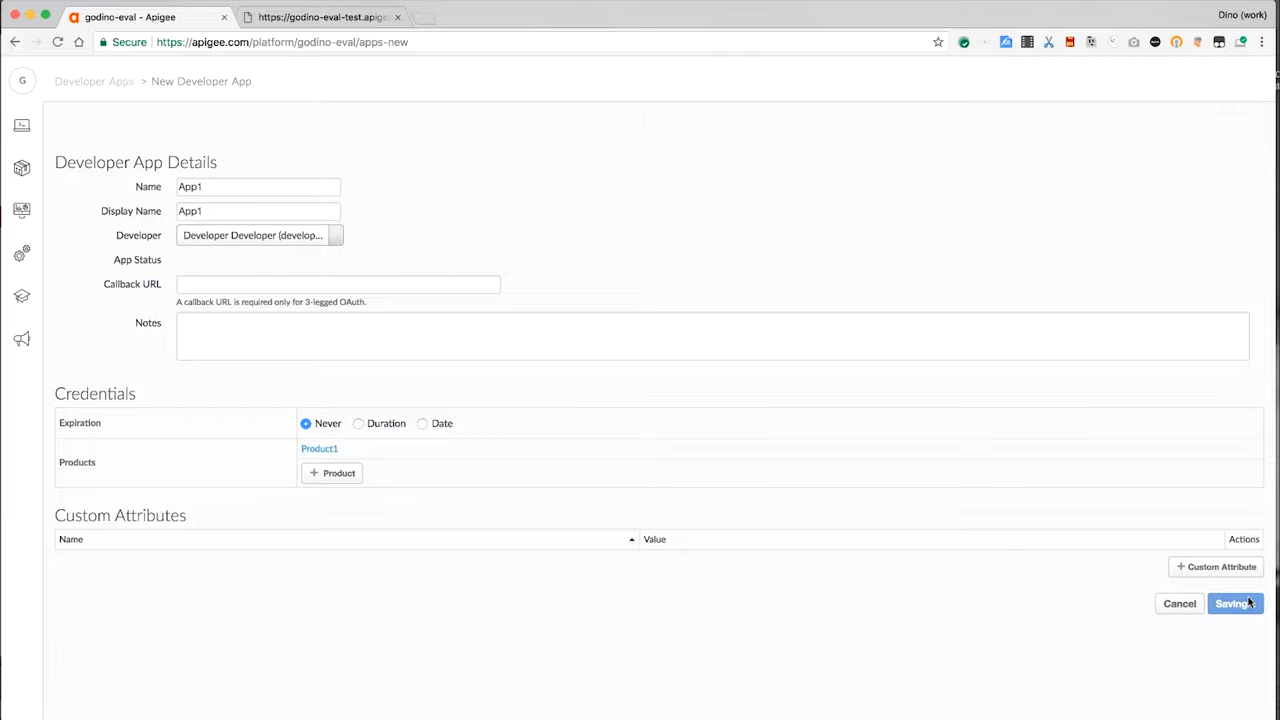 godino-eval - Apigee
https://godino-eval-test.apige
Dino (work)
Secure
https://apigee.com/platform/godino-eval/apps-new
G
Developer Apps > New Developer App
Developer App Details
Name
App1
Display Name
App1
Developer
Developer Developer (develop...
App Status
Callback URL
A callback URL is required only for 3-legged OAuth.
Notes
Credentials
Expiration
Never
Duration
Date
Products
Product1
+ Product
Custom Attributes
Name
Value
Actions
+ Custom Attribute
Cancel
Saving